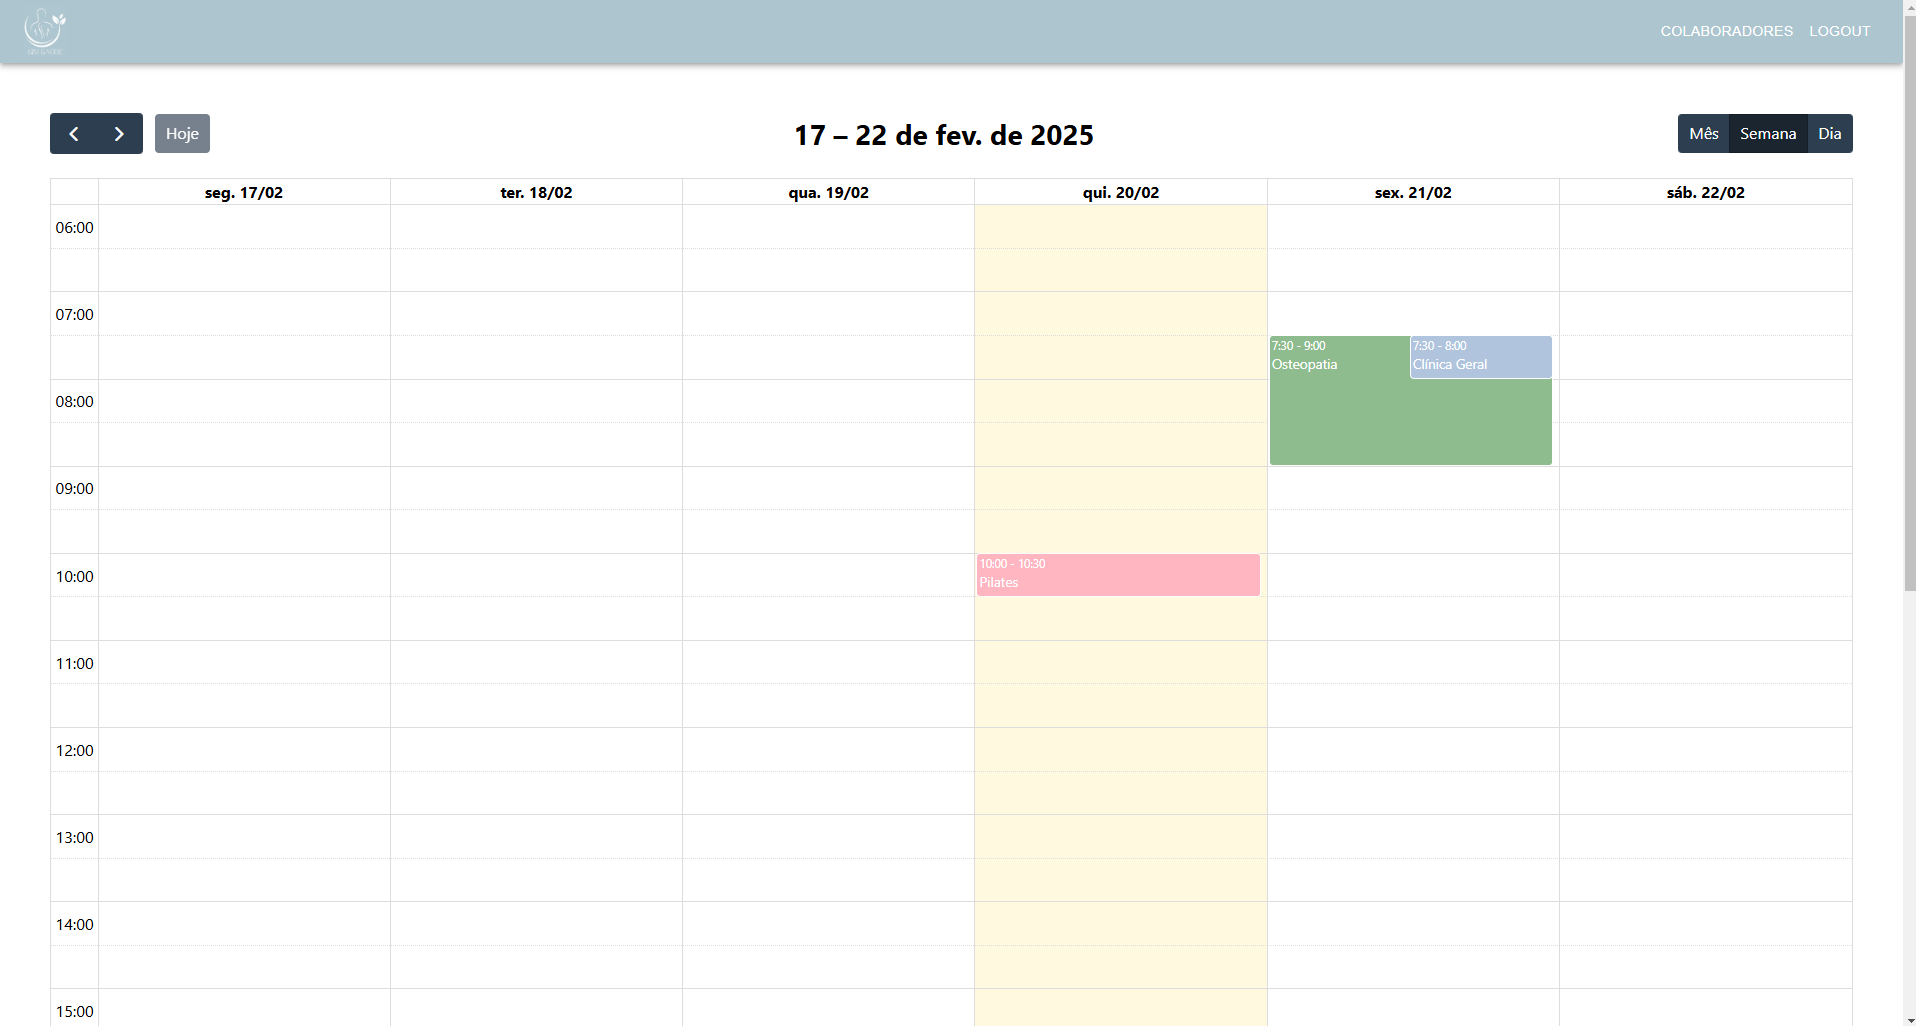 COLABORADORES LOGOUT
Hoje
17 – 22 de fev. de 2025
Mês Semana Dia
seg. 17/02 ter. 18/02 qua. 19/02 qui. 20/02 sex. 21/02 sáb. 22/02
06:00
07:00
7:30 - 9:00
Osteopatia
7:30 - 8:00
Clínica Geral
08:00
09:00
10:00
10:00 - 10:30
Pilates
11:00
12:00
13:00
14:00
15:00